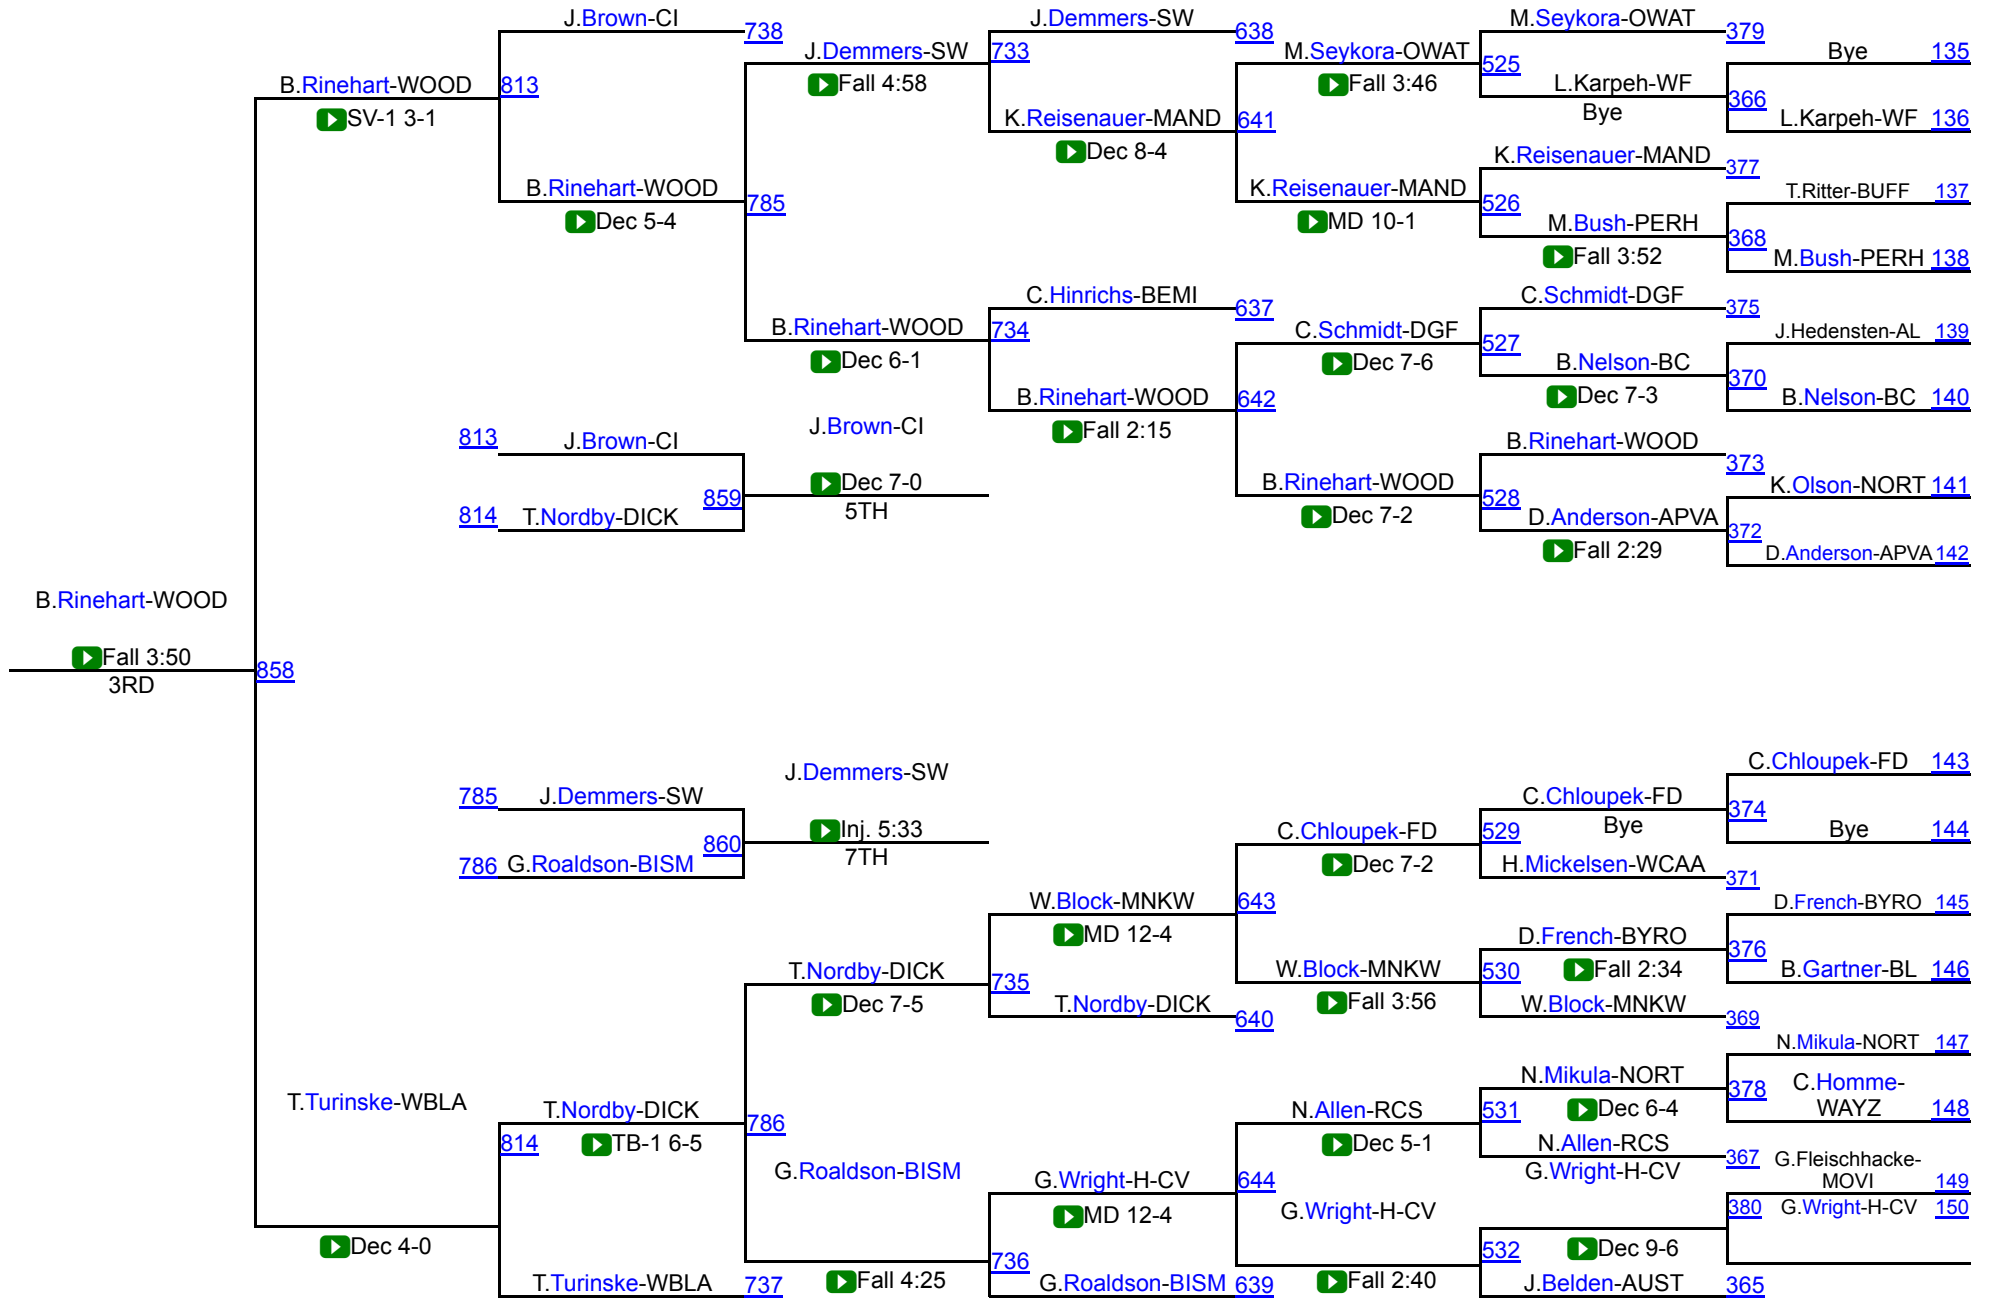 J.Brown-CI
738
J.Demmers-SW
638
M.Seykora-OWAT
379
J.Demmers-SW
733
M.Seykora-OWAT
Bye
135
525
B.Rinehart-WOOD
813
Fall 4:58
Fall 3:46
L.Karpeh-WF
366
SV-1 3-1
K.Reisenauer-MAND
641
Bye
L.Karpeh-WF
136
Dec 8-4
K.Reisenauer-MAND
377
B.Rinehart-WOOD
785
K.Reisenauer-MAND
526
T.Ritter-BUFF
137
Dec 5-4
MD 10-1
M.Bush-PERH
368
Fall 3:52
M.Bush-PERH
138
C.Hinrichs-BEMI
637
C.Schmidt-DGF
375
B.Rinehart-WOOD
734
C.Schmidt-DGF
527
J.Hedensten-AL
139
Dec 6-1
Dec 7-6
B.Nelson-BC
370
B.Rinehart-WOOD
642
Dec 7-3
B.Nelson-BC
140
813
J.Brown-CI
J.Brown-CI
Fall 2:15
B.Rinehart-WOOD
373
Dec 7-0
B.Rinehart-WOOD
528
K.Olson-NORT
141
814
T.Nordby-DICK
859
5TH
Dec 7-2
D.Anderson-APVA
372
Fall 2:29
D.Anderson-APVA
142
B.Rinehart-WOOD
Fall 3:50
858
3RD
C.Chloupek-FD
143
J.Demmers-SW
785
J.Demmers-SW
C.Chloupek-FD
374
Inj. 5:33
C.Chloupek-FD
529
Bye
Bye
144
860
7TH
Dec 7-2
786
G.Roaldson-BISM
H.Mickelsen-WCAA
371
W.Block-MNKW
643
D.French-BYRO
145
MD 12-4
D.French-BYRO
376
T.Nordby-DICK
735
W.Block-MNKW
530
Fall 2:34
B.Gartner-BL
146
Dec 7-5
T.Nordby-DICK
640
Fall 3:56
W.Block-MNKW
369
N.Mikula-NORT
147
N.Mikula-NORT
378
C.Homme-
WAYZ
148
T.Turinske-WBLA
T.Nordby-DICK
786
N.Allen-RCS
531
Dec 6-4
814
TB-1 6-5
Dec 5-1
N.Allen-RCS
367
G.Roaldson-BISM
G.Wright-H-CV
644
G.Wright-H-CV
G.Fleischhacke-
MOVI
149
MD 12-4
G.Wright-H-CV
380
G.Wright-H-CV
150
Dec 4-0
736
532
Dec 9-6
T.Turinske-WBLA
737
Fall 4:25
G.Roaldson-BISM
639
Fall 2:40
J.Belden-AUST
365